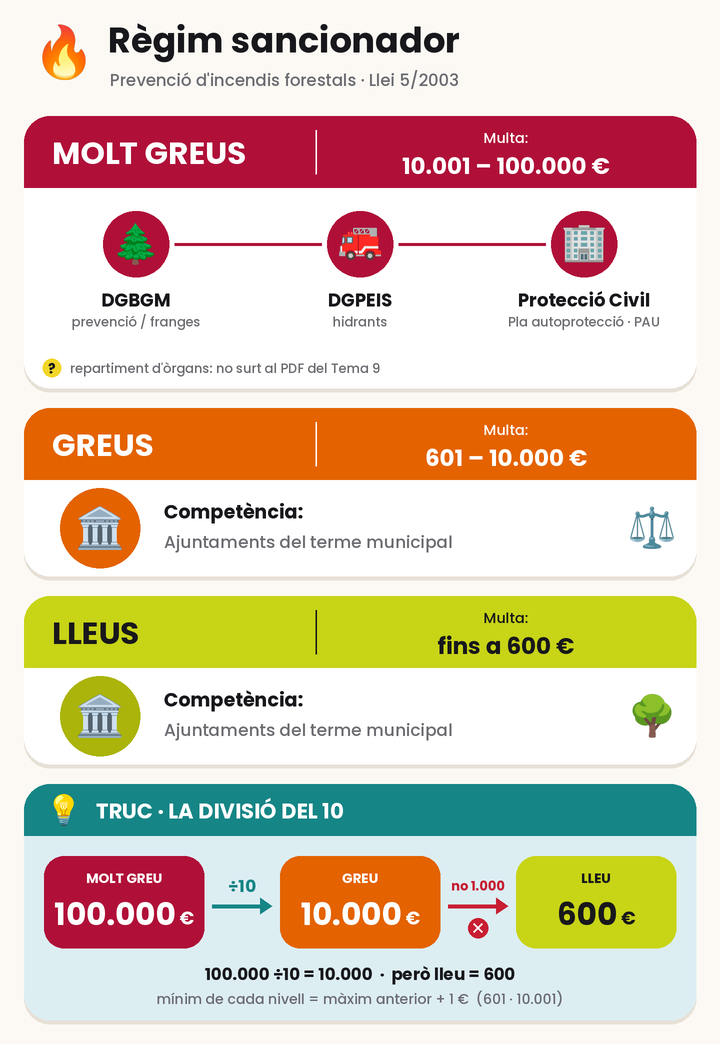 Règim sancionador
Prevenció d'incendis forestals · Llei 5/2003
MOLT GREUS
Multa:
10.001 – 100.000 €
DGBGM
prevenció / franges
DGPEIS
hidrants
Protecció Civil
Pla autoprotecció · PAU
? repartiment d'òrgans: no surt al PDF del Tema 9
GREUS
Multa:
601 – 10.000 €
Competència:
Ajuntaments del terme municipal
LLEUS
Multa:
fins a 600 €
Competència:
Ajuntaments del terme municipal
TRUC · LA DIVISIÓ DEL 10
MOLT GREU
100.000 €
÷10
GREU
10.000 €
no 1.000
LLEU
600 €
100.000 ÷10 = 10.000 · però lleu = 600
mínim de cada nivell = màxim anterior + 1 € (601 · 10.001)